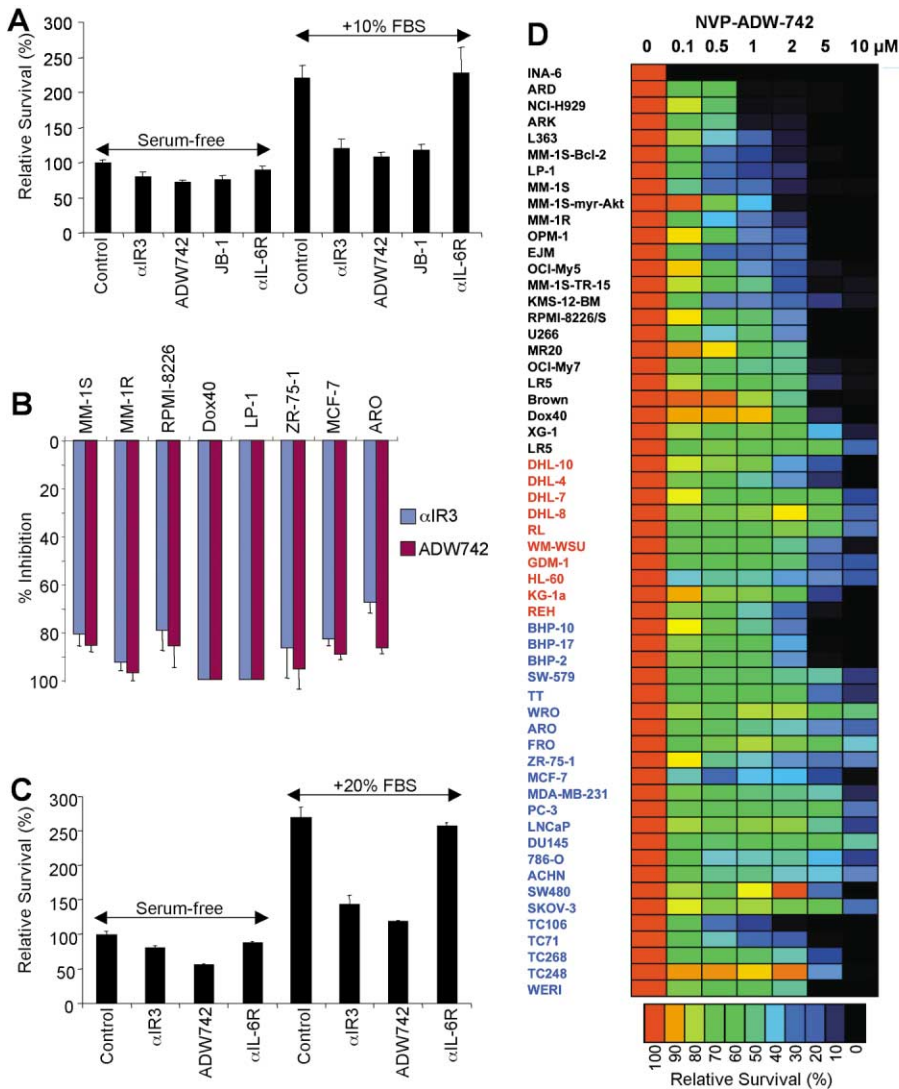 A
Relative Survival (%)
300
250
200
150
100
50
0
Serum-free
+10% FBS
Control
αIR3
ADW742
JB-1
αIL-6R
Control
αIR3
ADW742
JB-1
αIL-6R
B
MM-1S
MM-1R
RPMI-8226
Dox40
LP-1
ZR-75-1
MCF-7
ARO
% Inhibition
0
20
40
60
80
100
αIR3
ADW742
C
Relative Survival (%)
300
250
200
150
100
50
0
Serum-free
+20% FBS
Control
αIR3
ADW742
αIL-6R
Control
αIR3
ADW742
αIL-6R
D
NVP-ADW-742
0 0.1 0.5 1 2 5 10 μM
INA-6
ARD
NCI-H929
ARK
L363
MM-1S-Bcl-2
LP-1
MM-1S
MM-1S-myr-Akt
MM-1R
OPM-1
EJM
OCI-My5
MM-1S-TR-15
KMS-12-BM
RPMI-8226/S
U266
MR20
OCI-My7
LR5
Brown
Dox40
XG-1
LR5
DHL-10
DHL-4
DHL-7
DHL-8
RL
WM-WSU
GDM-1
HL-60
KG-1a
REH
BHP-10
BHP-17
BHP-2
SW-579
TT
WRO
ARO
FRO
ZR-75-1
MCF-7
MDA-MB-231
PC-3
LNCaP
DU145
786-O
ACHN
SW480
SKOV-3
TC106
TC71
TC268
TC248
WERI
100 90 80 70 60 50 40 30 20 10 0
Relative Survival (%)